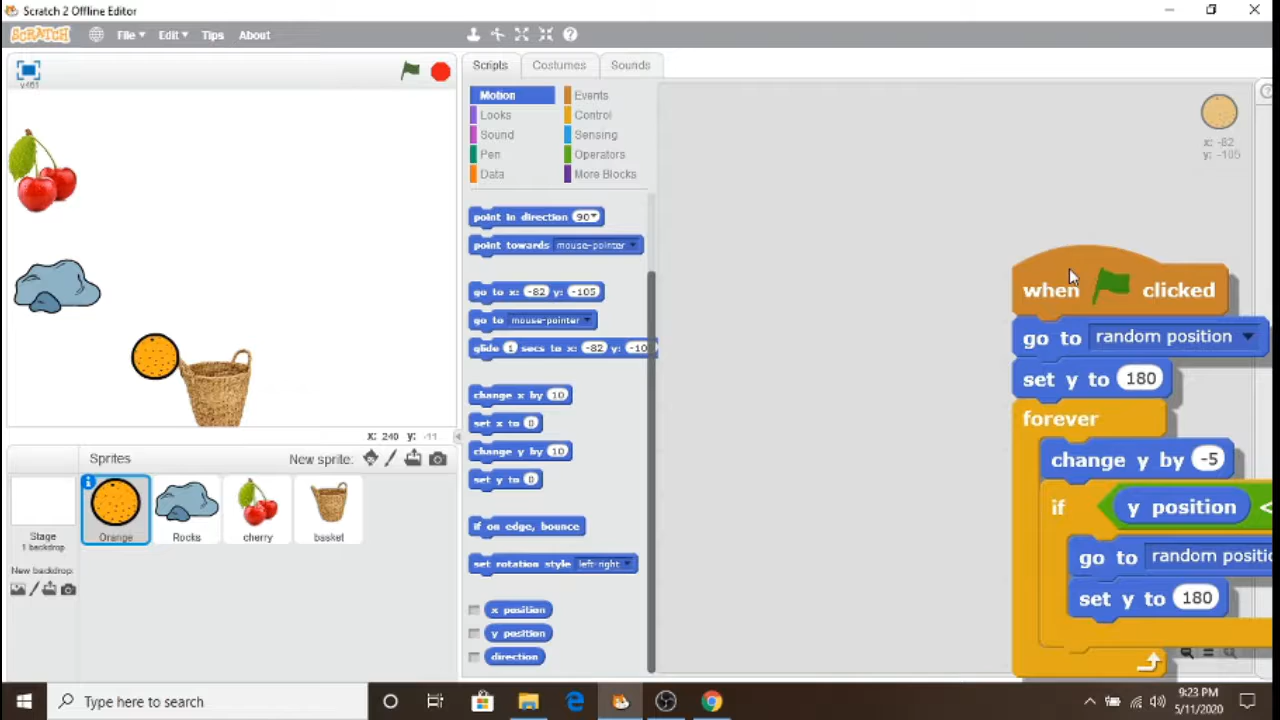 Scratch 2 Offline Editor
SCRATCH File Edit Tips About
v461
Scripts Costumes Sounds
Motion Events
Looks Control
Sound Sensing
Pen Operators
Data More Blocks
x: -82
y: -105
point in direction 90
point towards mouse-pointer
go to x: -82 y: -105
go to mouse-pointer
glide 1 secs to x: -82 y: -10
change x by 10
set x to 0
change y by 10
set y to 0
if on edge, bounce
set rotation style left-right
x position
y position
direction
when clicked
go to random position
set y to 180
forever
change y by -5
if y position <
go to random positic
set y to 180
x: 240 y: -11
Sprites New sprite:
Stage
1 backdrop
New backdrop:
Orange Rocks cherry basket
Type here to search
9:23 PM
5/11/2020